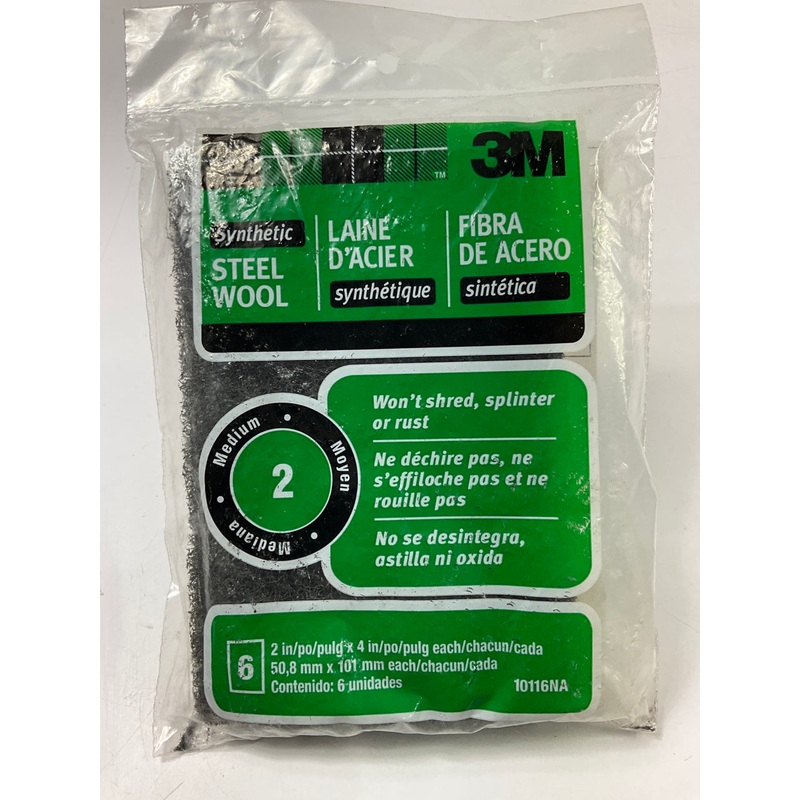 3M
TM
Synthetic
STEEL
WOOL
LAINE
D'ACIER
synthétique
FIBRA
DE ACERO
sintética
Won't shred, splinter
or rust
Ne déchire pas, ne
s'effiloche pas et ne
rouille pas
No se desintegra,
astilla ni oxida
Medium • Moyen • Mediana •
2
6
2 in/po/pulg x 4 in/po/pulg each/chacun/cada
50,8 mm x 101 mm each/chacun/cada
Contenido: 6 unidades
10116NA